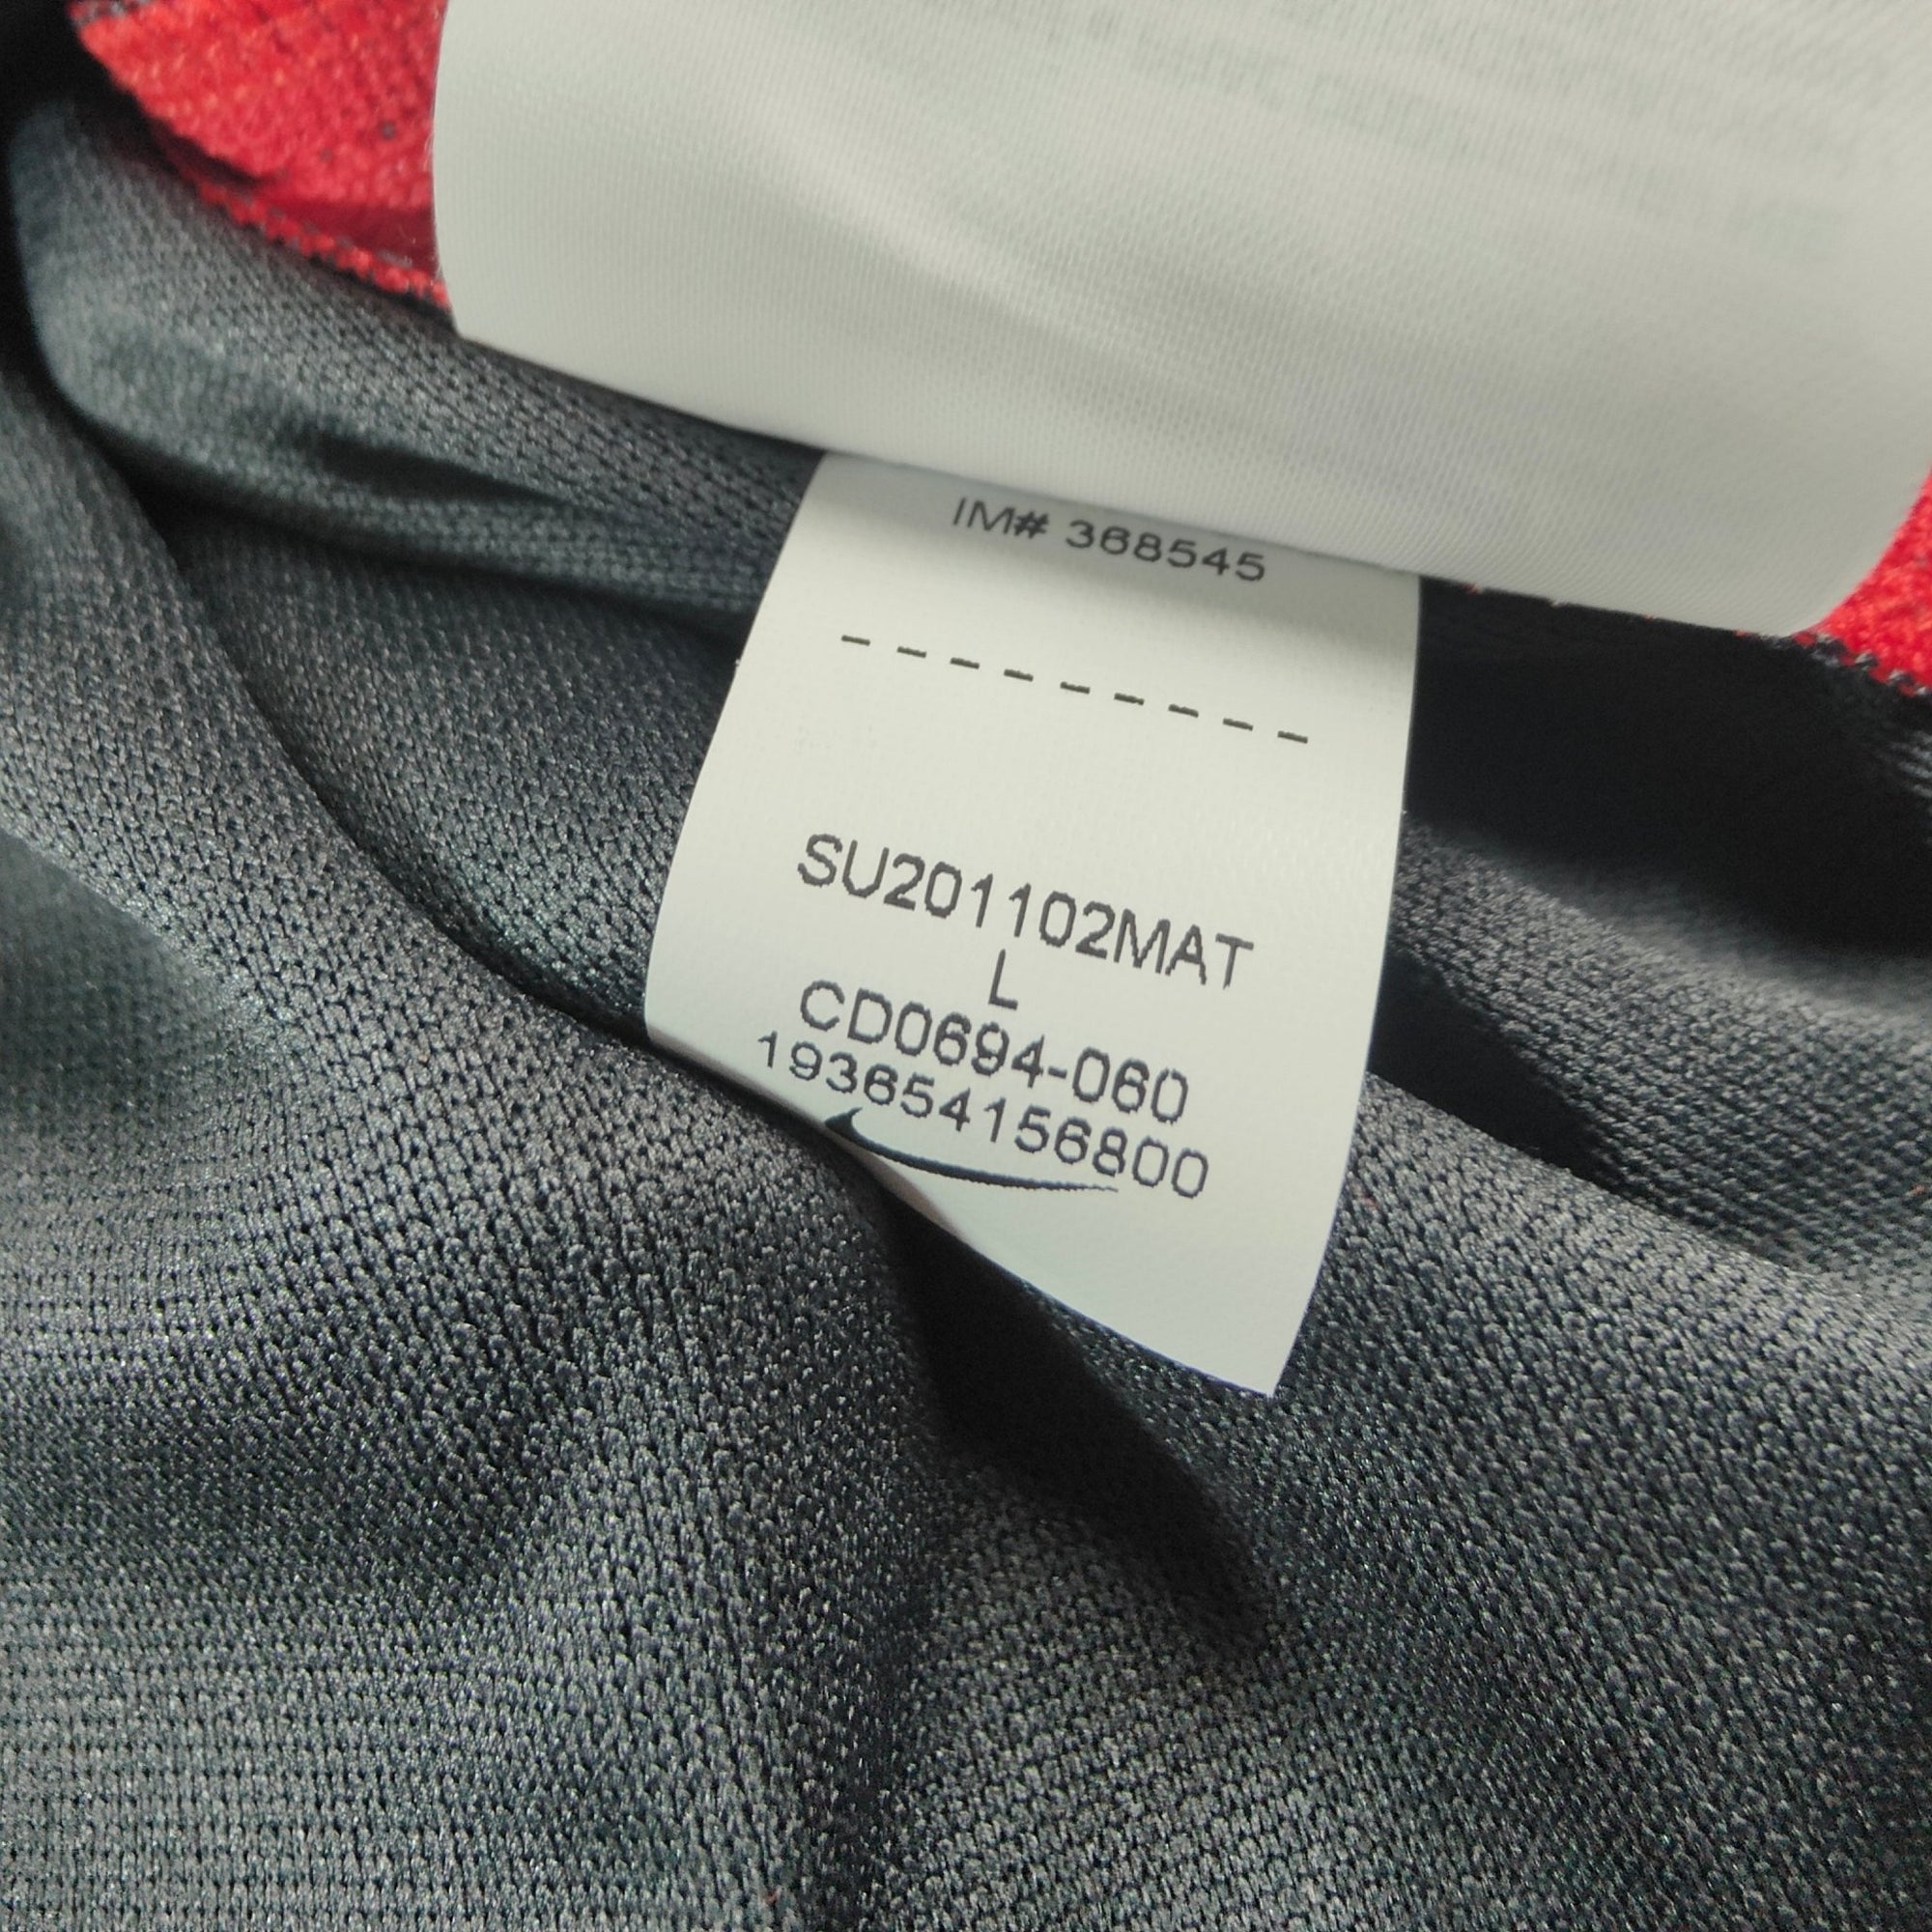 IM# 368545
- - - - - - - - -
SU201102MAT
L
CD0694-060
193654156800